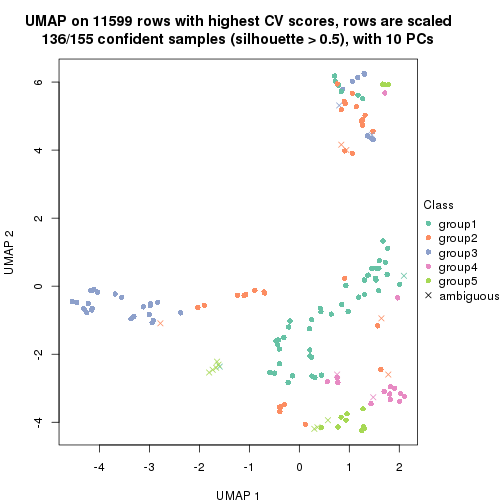 UMAP on 11599 rows with highest CV scores, rows are scaled
136/155 confident samples (silhouette > 0.5), with 10 PCs
6
4
2
0
-2
-4
UMAP 2
-4
-3
-2
-1
0
1
2
UMAP 1
Class
group1
group2
group3
group4
group5
ambiguous